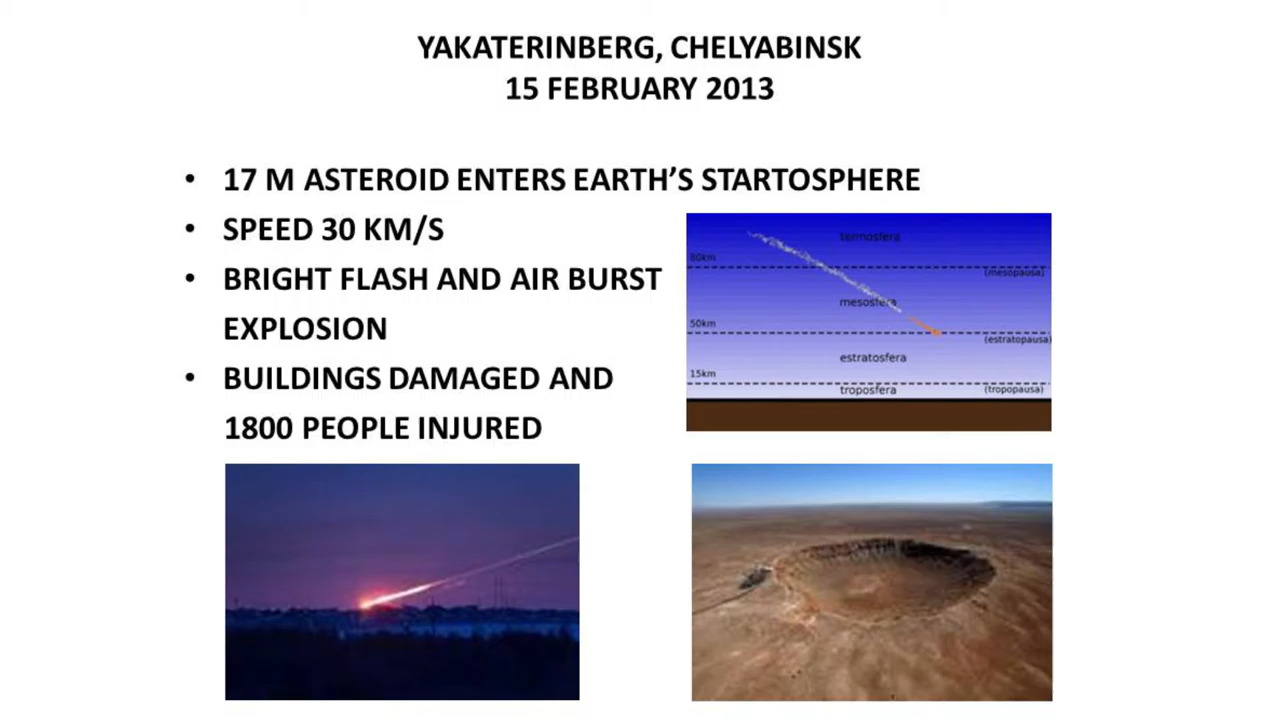 YAKATERINBERG, CHELYABINSK
15 FEBRUARY 2013
• 17 M ASTEROID ENTERS EARTH’S STARTOSPHERE
• SPEED 30 KM/S
• BRIGHT FLASH AND AIR BURST
EXPLOSION
• BUILDINGS DAMAGED AND
1800 PEOPLE INJURED
termosfera
80km
(mesopausa)
mesosfera
50km
(estratopausa)
estratosfera
15km
troposfera
(tropopausa)